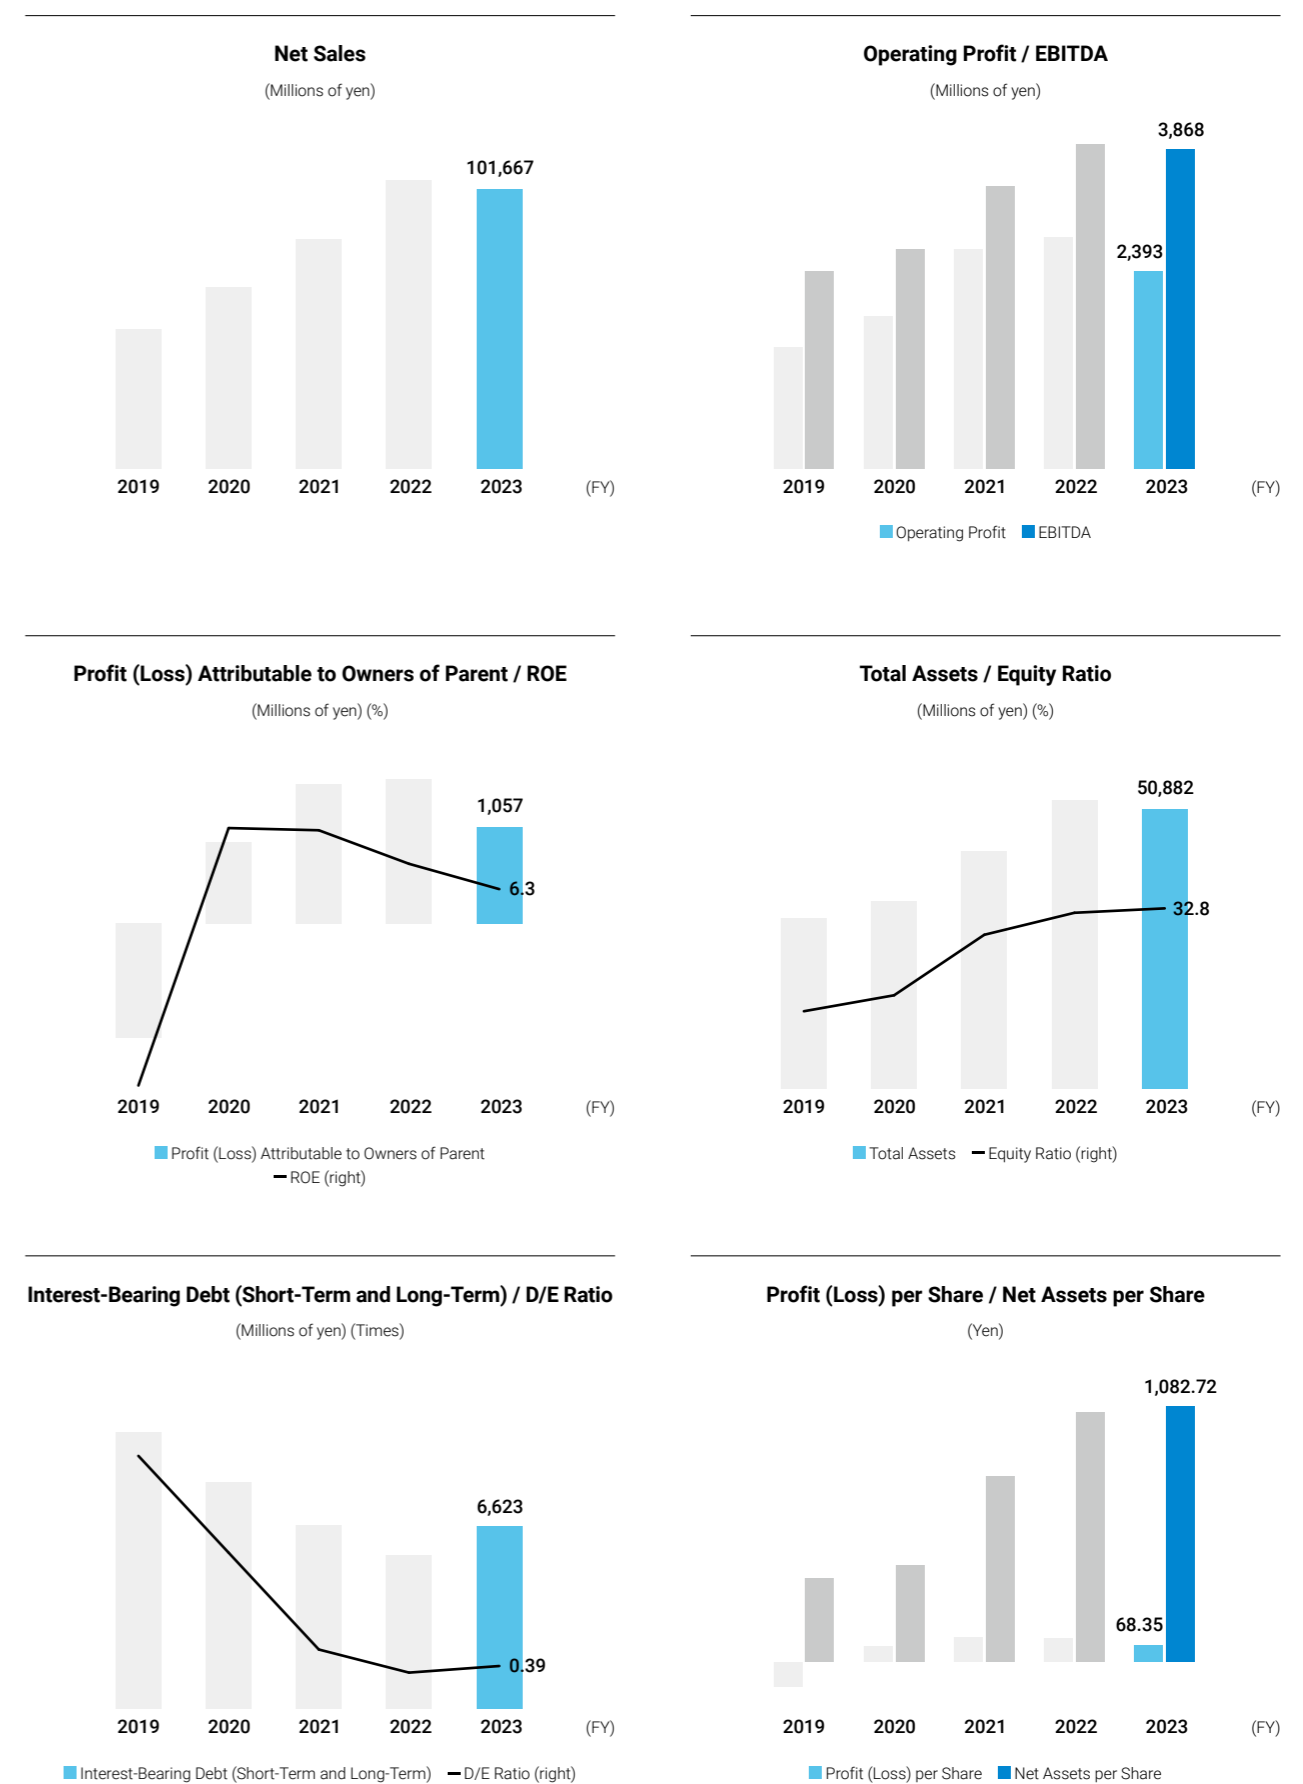 Net Sales
(Millions of yen)
101,667
2019 2020 2021 2022 2023 (FY)
Operating Profit / EBITDA
(Millions of yen)
3,868
2,393
2019 2020 2021 2022 2023 (FY)
Operating Profit EBITDA
Profit (Loss) Attributable to Owners of Parent / ROE
(Millions of yen) (%)
1,057
6.3
2019 2020 2021 2022 2023 (FY)
Profit (Loss) Attributable to Owners of Parent
ROE (right)
Total Assets / Equity Ratio
(Millions of yen) (%)
50,882
32.8
2019 2020 2021 2022 2023 (FY)
Total Assets Equity Ratio (right)
Interest-Bearing Debt (Short-Term and Long-Term) / D/E Ratio
(Millions of yen) (Times)
6,623
0.39
2019 2020 2021 2022 2023 (FY)
Interest-Bearing Debt (Short-Term and Long-Term) D/E Ratio (right)
Profit (Loss) per Share / Net Assets per Share
(Yen)
1,082.72
68.35
2019 2020 2021 2022 2023 (FY)
Profit (Loss) per Share Net Assets per Share